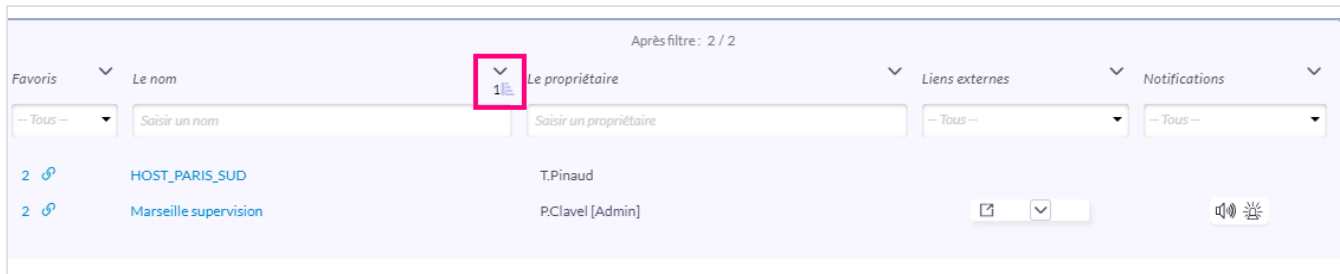 Après filtre : 2 / 2
Favoris Le nom Le propriétaire Liens externes Notifications
1
-- Tous -- Saisir un nom Saisir un propriétaire -- Tous -- -- Tous --
2 HOST_PARIS_SUD T.Pinaud
2 Marseille supervision P.Clavel [Admin]